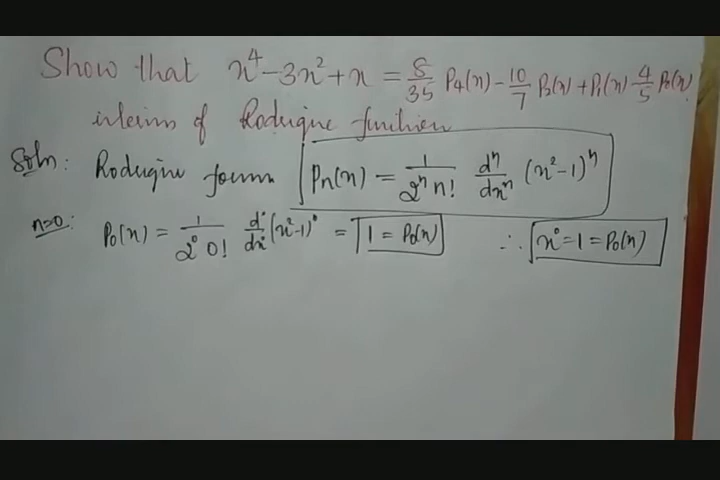 Show that x⁴ - 3x² + x = 8/35 P₄(x) - 10/7 P₂(x) + P₁(x) - 4/5 P₀(x)
interms of Rodugine function
Soln: Rodugine form Pₙ(x) = 1/2ⁿ n! dⁿ/dxⁿ (x²-1)ⁿ
n=0: P₀(x) = 1/2⁰ 0! d⁰/dx⁰ (x²-1)⁰ = 1 = P₀(x) ∴ x⁰ = 1 = P₀(x)